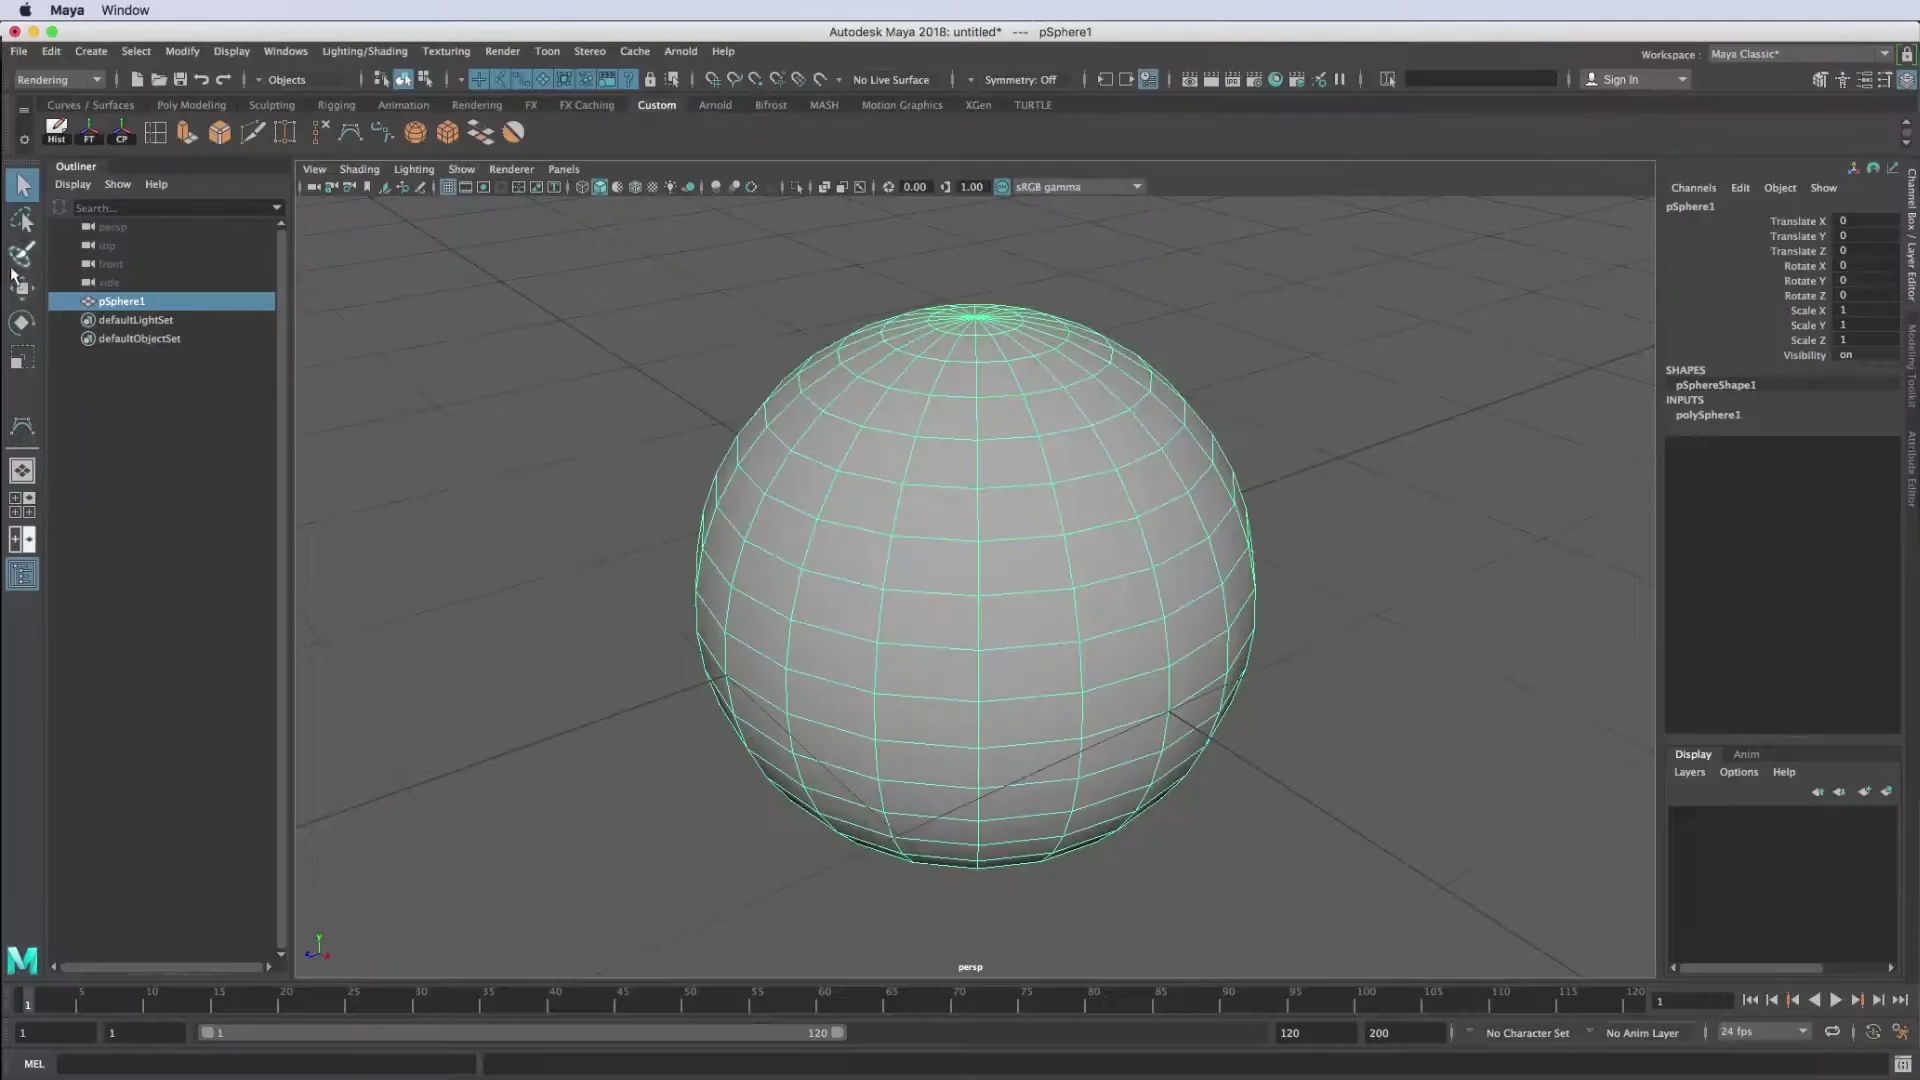 Maya Window
Autodesk Maya 2018: untitled* --- pSphere1
File Edit Create Select Modify Display Windows Lighting/Shading Texturing Render Toon Stereo Cache Arnold Help
Workspace : Maya Classic*
Rendering Objects No Live Surface Symmetry: Off Sign In
Curves / Surfaces Poly Modeling Sculpting Rigging Animation Rendering FX FX Caching Custom Arnold Bifrost MASH Motion Graphics XGen TURTLE
Hist FT CP
Outliner
Display Show Help
Search...
persp
top
front
side
pSphere1
defaultLightSet
defaultObjectSet
View Shading Lighting Show Renderer Panels
0.00 1.00 sRGB gamma
persp
Channels Edit Object Show
pSphere1
Translate X 0
Translate Y 0
Translate Z 0
Rotate X 0
Rotate Y 0
Rotate Z 0
Scale X 1
Scale Y 1
Scale Z 1
Visibility on
SHAPES
pSphereShape1
INPUTS
polySphere1
Channel Box / Layer Editor
Modeling Toolkit
Attribute Editor
Display Anim
Layers Options Help
1 5 10 15 20 25 30 35 40 45 50 55 60 65 70 75 80 85 90 95 100 105 110 115 120 1
1 1 1 120 120 200 No Character Set No Anim Layer 24 fps
MEL